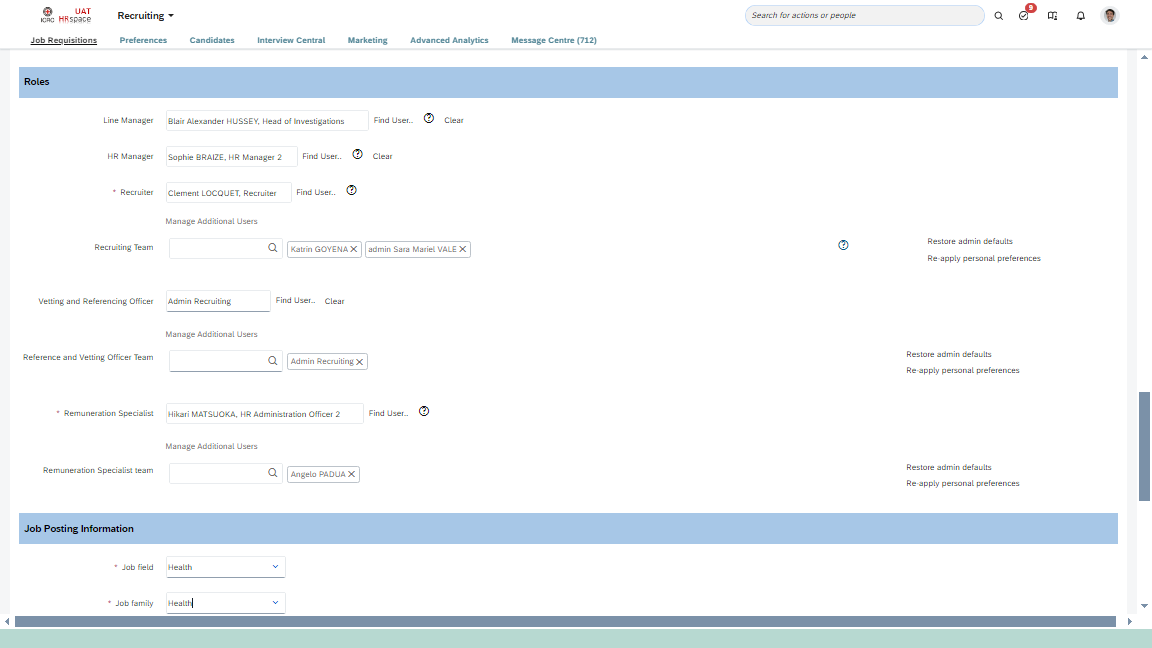 ICRC UAT HRspace Recruiting Search for actions or people 9
Job Requisitions Preferences Candidates Interview Central Marketing Advanced Analytics Message Centre (712)
Roles
Line Manager Blair Alexander HUSSEY, Head of Investigations Find User.. ? Clear
HR Manager Sophie BRAIZE, HR Manager 2 Find User.. ? Clear
* Recruiter Clement LOCQUET, Recruiter Find User.. ?
Manage Additional Users
Recruiting Team Katrin GOYENA admin Sara Mariel VALE ? Restore admin defaults
Re-apply personal preferences
Vetting and Referencing Officer Admin Recruiting Find User.. Clear
Manage Additional Users
Reference and Vetting Officer Team Admin Recruiting Restore admin defaults
Re-apply personal preferences
* Remuneration Specialist Hikari MATSUOKA, HR Administration Officer 2 Find User.. ?
Manage Additional Users
Remuneration Specialist team Angelo PADUA Restore admin defaults
Re-apply personal preferences
Job Posting Information
* Job field Health
* Job family Health